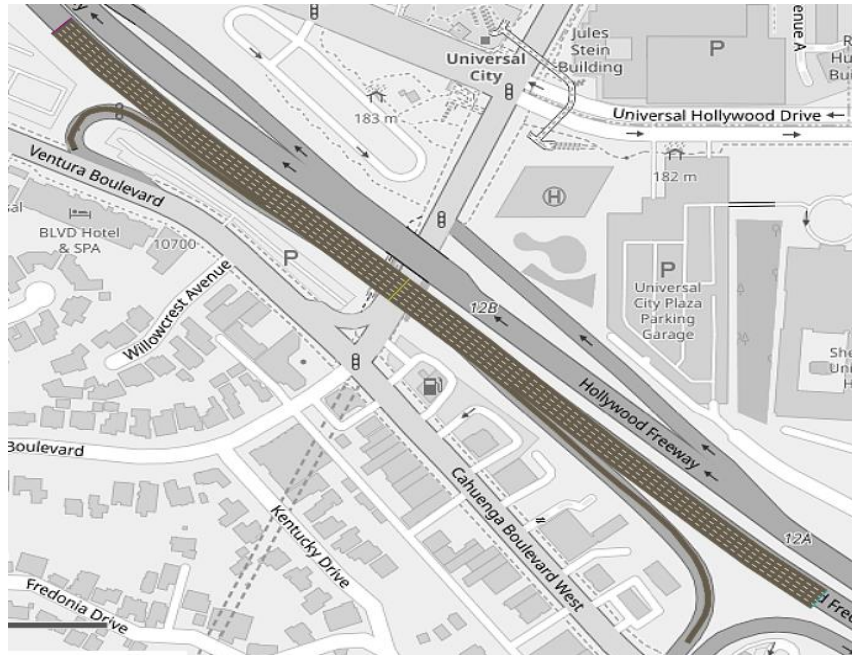 Jules
Stein
Building
P
Universal
City
183 m
Universal Hollywood Drive
182 m
Ventura Boulevard
H
BLVD Hotel
& SPA
10700
P
P
Universal
City Plaza
Parking
Garage
Willowcrest Avenue
12B
Hollywood Freeway
Boulevard
Cahuenga Boulevard West
Kentucky Drive
12A
Fredonia Drive